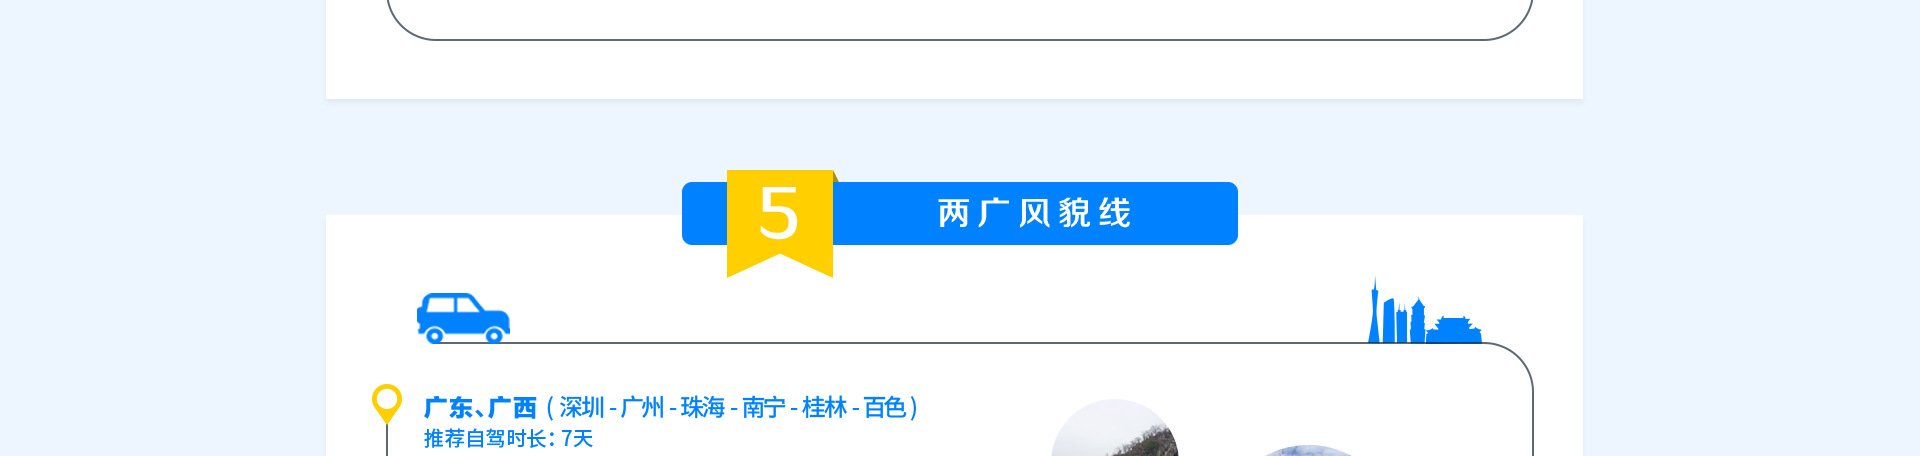 5
两广风貌线
广东、广西 ( 深圳 - 广州 - 珠海 - 南宁 - 桂林 - 百色 )
推荐自驾时长：7天